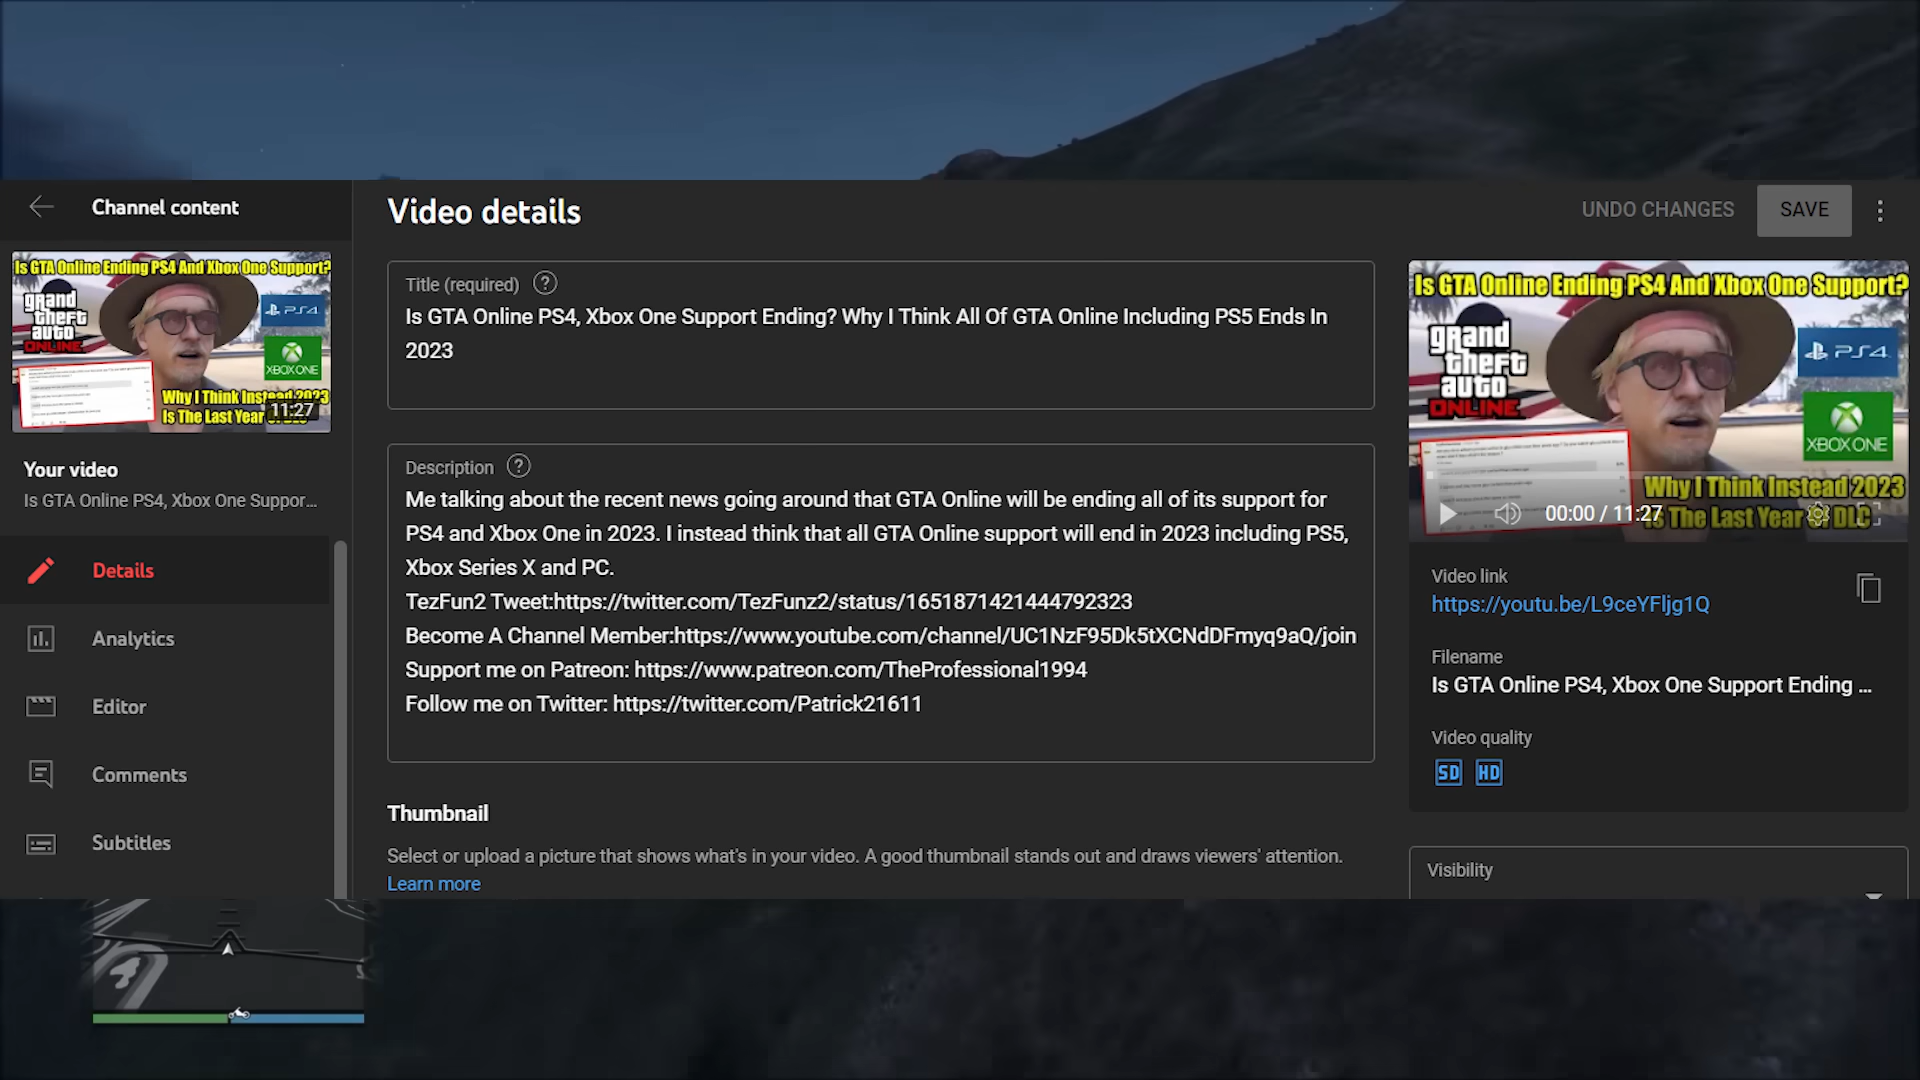 Channel content
Is GTA Online Ending PS4 And Xbox One Support?
grand
theft
auto
ONLINE
PS4
XBOX ONE
Why I Think Instead 2023
Is The Last Year Of DLC
11:27
Your video
Is GTA Online PS4, Xbox One Suppor...
Details
Analytics
Editor
Comments
Subtitles
Video details
UNDO CHANGES
SAVE
Title (required)
Is GTA Online PS4, Xbox One Support Ending? Why I Think All Of GTA Online Including PS5 Ends In
2023
Description
Me talking about the recent news going around that GTA Online will be ending all of its support for
PS4 and Xbox One in 2023. I instead think that all GTA Online support will end in 2023 including PS5,
Xbox Series X and PC.
TezFun2 Tweet:https://twitter.com/TezFunz2/status/1651871421444792323
Become A Channel Member:https://www.youtube.com/channel/UC1NzF95Dk5tXCNdDFmyq9aQ/join
Support me on Patreon: https://www.patreon.com/TheProfessional1994
Follow me on Twitter: https://twitter.com/Patrick21611
Thumbnail
Select or upload a picture that shows what's in your video. A good thumbnail stands out and draws viewers' attention.
Learn more
Is GTA Online Ending PS4 And Xbox One Support?
grand
theft
auto
ONLINE
PS4
XBOX ONE
Why I Think Instead 2023
Is The Last Year Of DLC
00:00 / 11:27
Video link
https://youtu.be/L9ceYFljg1Q
Filename
Is GTA Online PS4, Xbox One Support Ending ...
Video quality
SD HD
Visibility